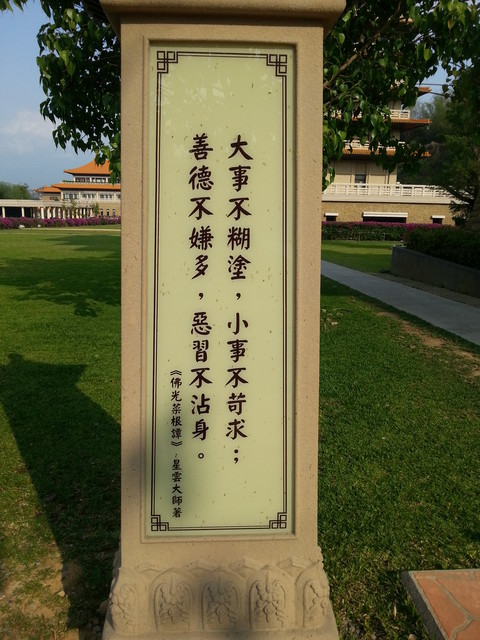 大事不糊塗，小事不苛求；
善德不嫌多，惡習不沾身。
《佛光菜根譚》星雲大師著